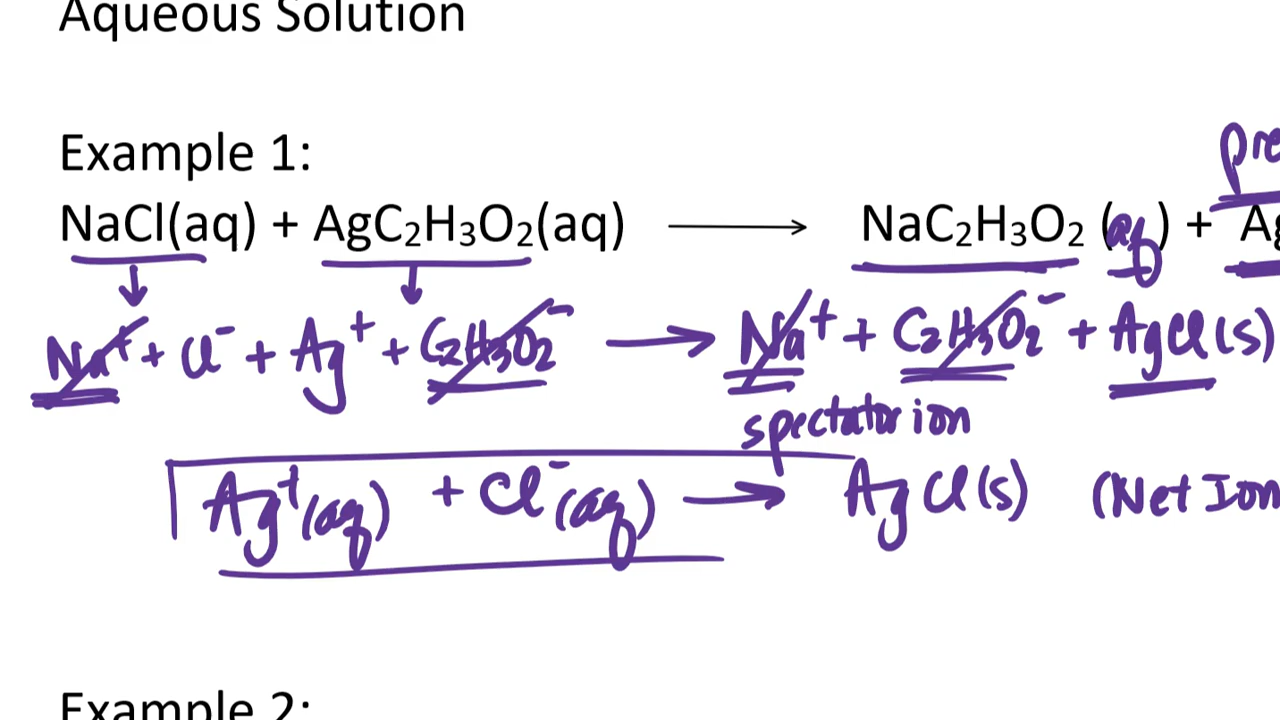 Aqueous Solution
Example 1:
pre
NaCl(aq) + AgC₂H₃O₂(aq) ⟶ NaC₂H₃O₂ (aq) + Ag
Na⁺ + Cl⁻ + Ag⁺ + C₂H₃O₂⁻ ⟶ Na⁺ + C₂H₃O₂⁻ + AgCl(s)
spectator ion
Ag⁺(aq) + Cl⁻(aq) ⟶ AgCl(s) (Net Ion
Example 2: